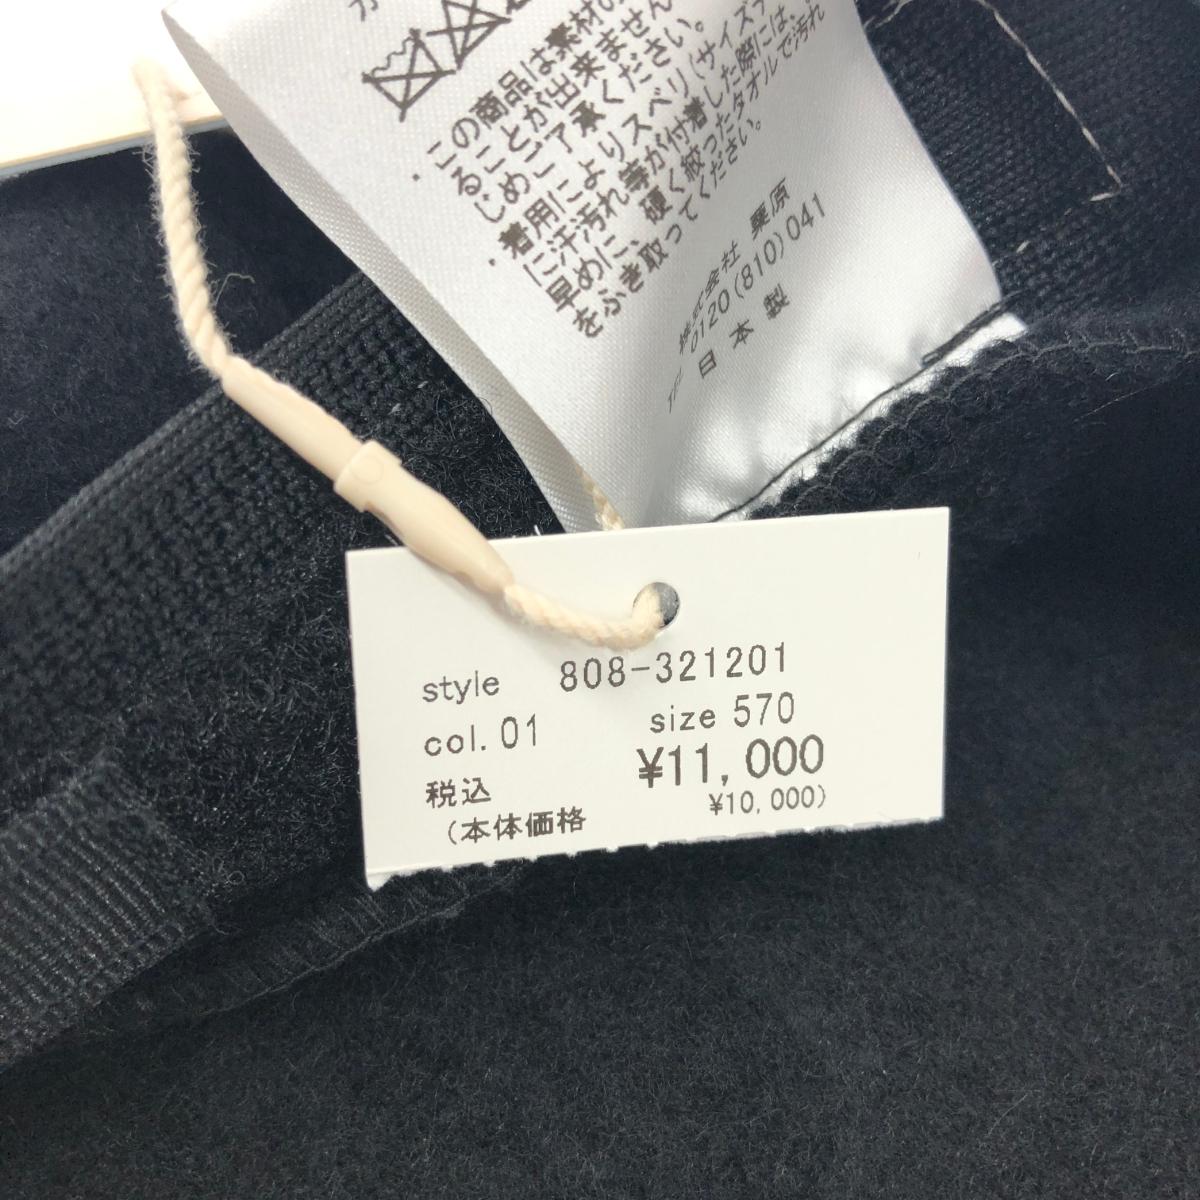 ・この商品は素材の
ることが出来ません
じめご了承ください。
・着用によりスベリ(サイズテ
に汗汚れ等が付着した際には、
早めに、硬く絞ったタオルで汚れ
をふき取ってください。
株式会社 栗原
TEL 0120(810)041
日本製
style 808-321201
col.01 size 570
税込 ¥11,000
(本体価格 ¥10,000)